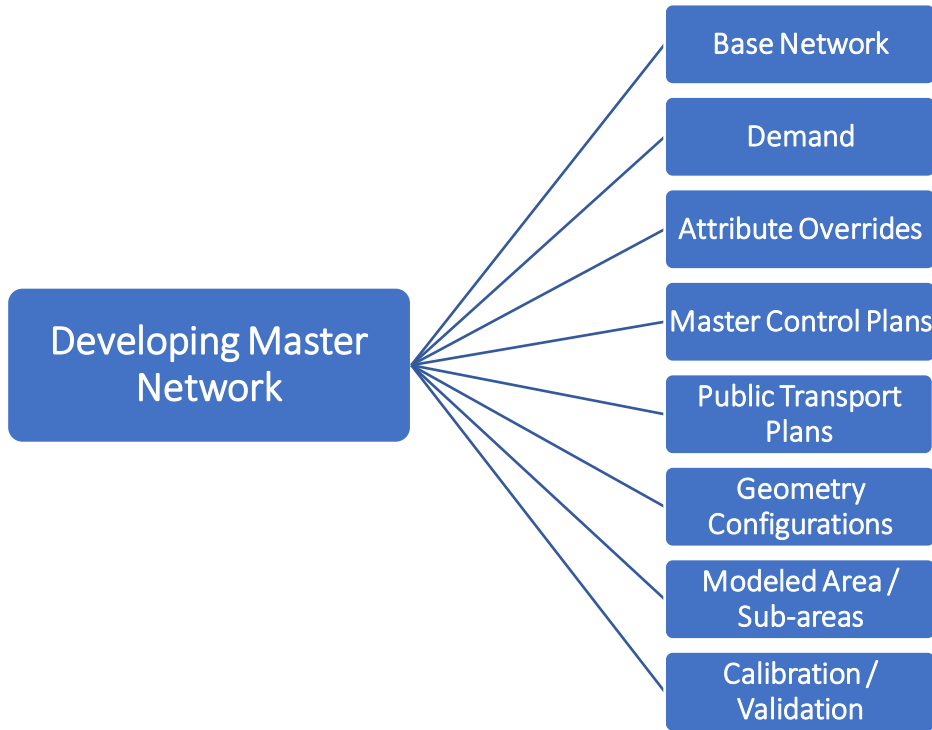 Developing Master
Network
Base Network
Demand
Attribute Overrides
Master Control Plans
Public Transport
Plans
Geometry
Configurations
Modeled Area /
Sub-areas
Calibration /
Validation